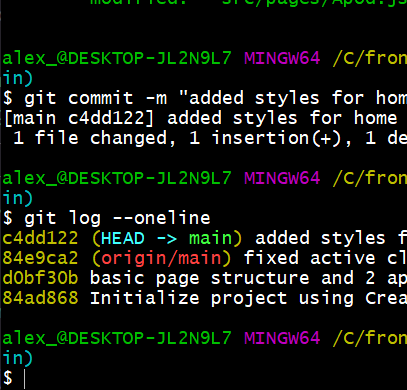 modified: src/pages/Apod.js
alex_@DESKTOP-JL2N9L7 MINGW64 /C/fron
in)
$ git commit -m "added styles for hom
[main c4dd122] added styles for home
1 file changed, 1 insertion(+), 1 de
alex_@DESKTOP-JL2N9L7 MINGW64 /C/fron
in)
$ git log --oneline
c4dd122 (HEAD -> main) added styles f
84e9ca2 (origin/main) fixed active cl
d0bf30b basic page structure and 2 ap
84ad868 Initialize project using Crea
alex_@DESKTOP-JL2N9L7 MINGW64 /C/fron
in)
$